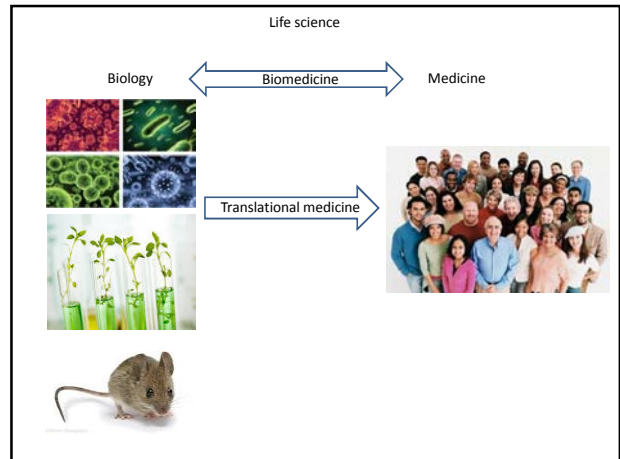 Life science
Biology
Biomedicine
Medicine
Translational medicine